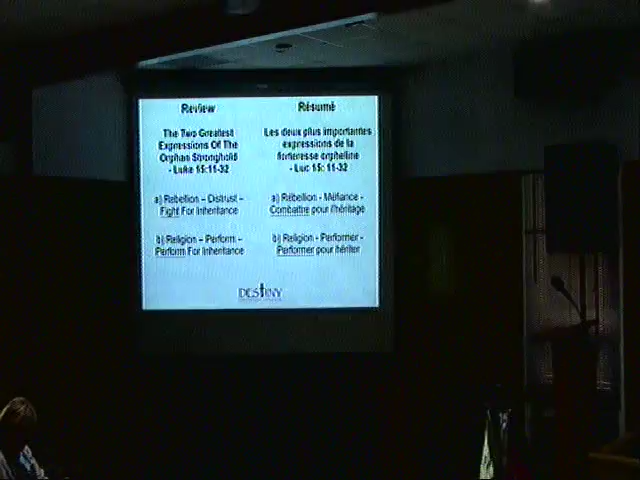 Review
The Two Greatest
Expressions Of The
Orphan Stronghold
- Luke 15:11-32
a) Rebellion – Distrust –
Fight For Inheritance
b) Religion – Perform –
Perform For Inheritance
Résumé
Les deux plus importantes
expressions de la
forteresse orpheline
- Luc 15: 11-32
a) Rébellion - Méfiance -
Combattre pour l'héritage
b) Religion - Performer -
Performer pour hériter
DESTINY